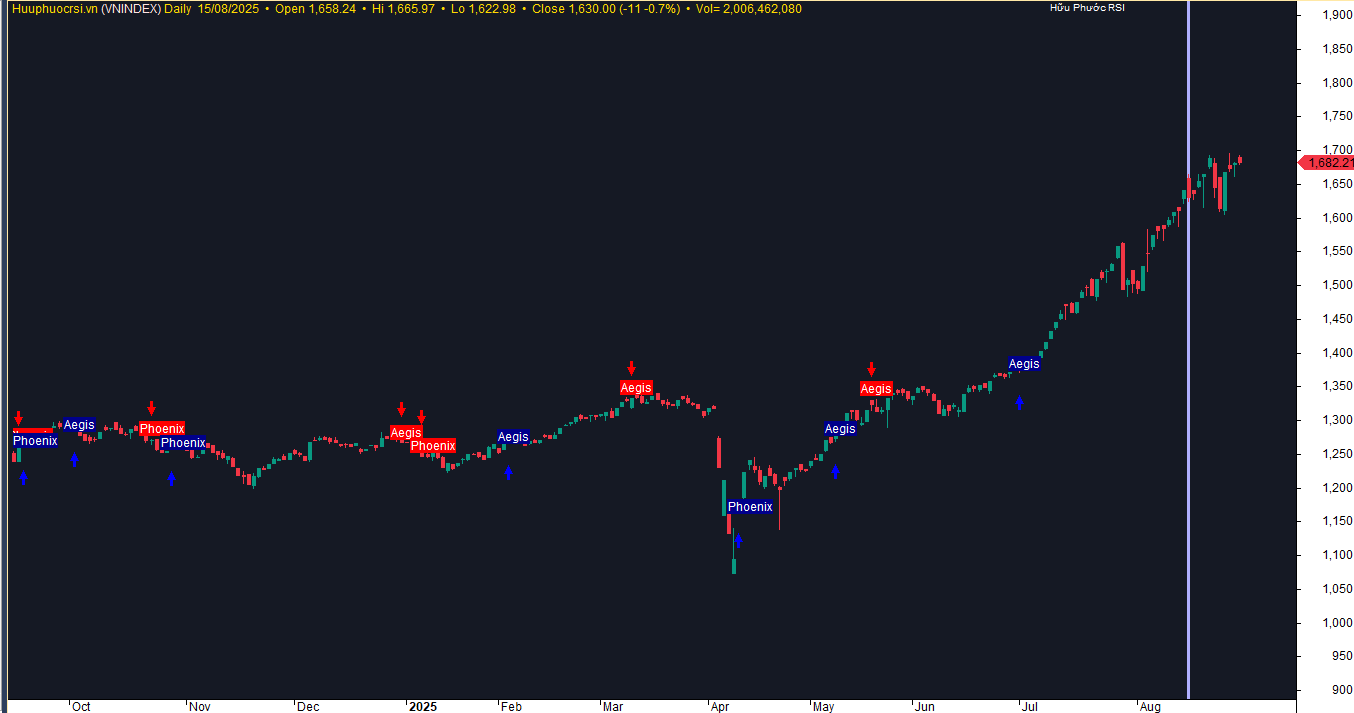 Huuphuocrsi.vn (VNINDEX) Daily 15/08/2025 • Open 1,658.24 • Hi 1,665.97 • Lo 1,622.98 • Close 1,630.00 (-11 -0.7%) • Vol= 2,006,462,080
Hữu Phước RSI
1,900
1,850
1,800
1,750
1,700
1,682.21
1,650
1,600
1,550
1,500
1,450
1,400
1,350
1,300
1,250
1,200
1,150
1,100
1,050
1,000
950
900
Phoenix
Aegis
Phoenix
Phoenix
Aegis
Phoenix
Aegis
Aegis
Phoenix
Aegis
Aegis
Aegis
Oct
Nov
Dec
2025
Feb
Mar
Apr
May
Jun
Jul
Aug